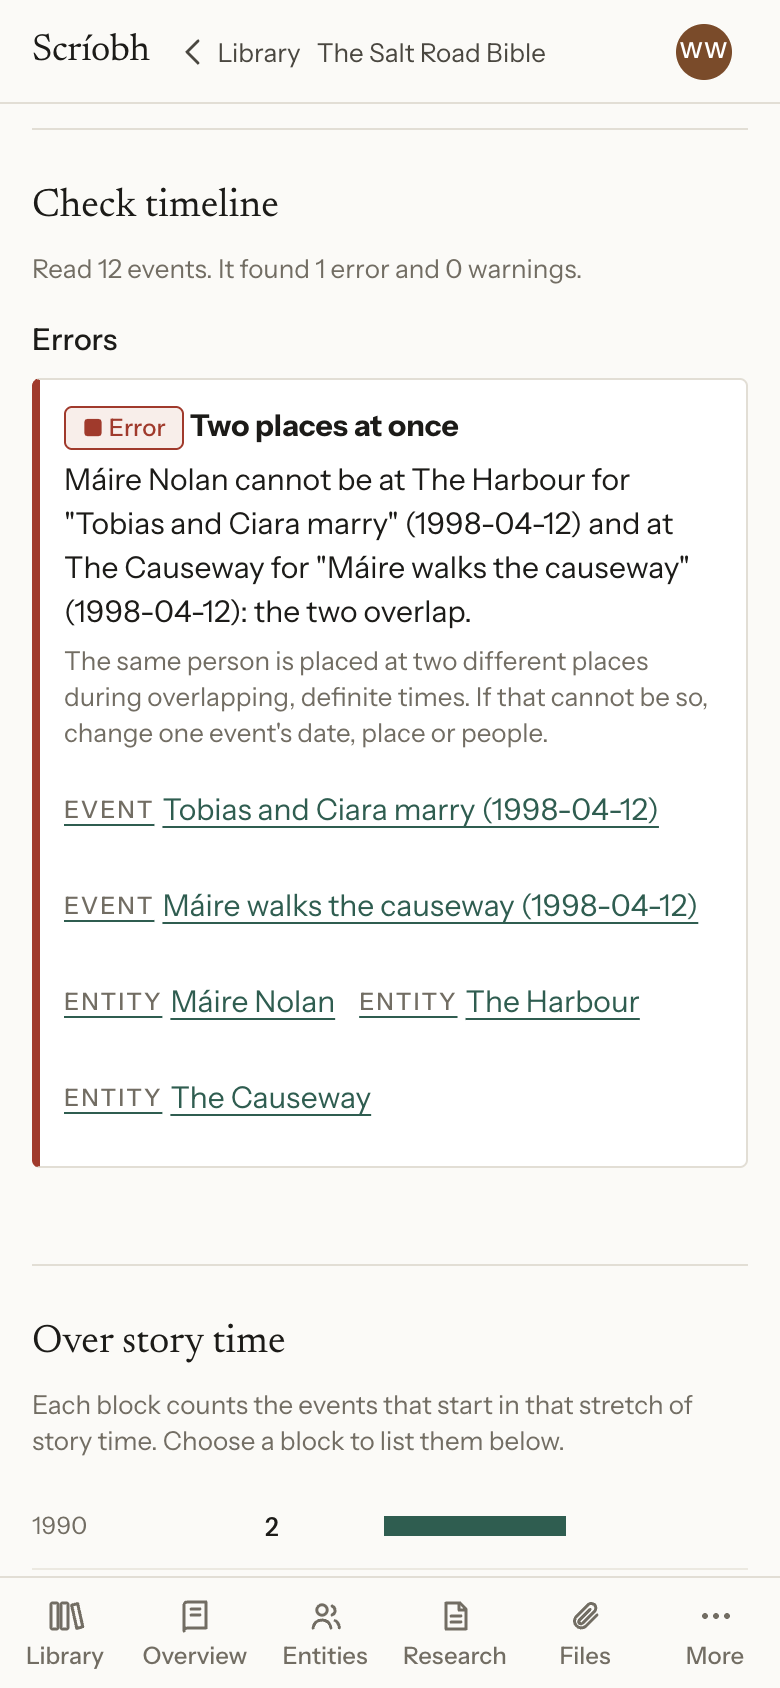 Scríobh
Library The Salt Road Bible
WW
Check timeline
Read 12 events. It found 1 error and 0 warnings.
Errors
Error Two places at once
Máire Nolan cannot be at The Harbour for
"Tobias and Ciara marry" (1998-04-12) and at
The Causeway for "Máire walks the causeway"
(1998-04-12): the two overlap.
The same person is placed at two different places
during overlapping, definite times. If that cannot be so,
change one event's date, place or people.
EVENT Tobias and Ciara marry (1998-04-12)
EVENT Máire walks the causeway (1998-04-12)
ENTITY Máire Nolan ENTITY The Harbour
ENTITY The Causeway
Over story time
Each block counts the events that start in that stretch of
story time. Choose a block to list them below.
1990 2
Library Overview Entities Research Files More